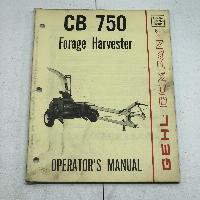 CB 750
Forage Harvester
OPERATOR'S MANUAL
GEHL
COMPANY